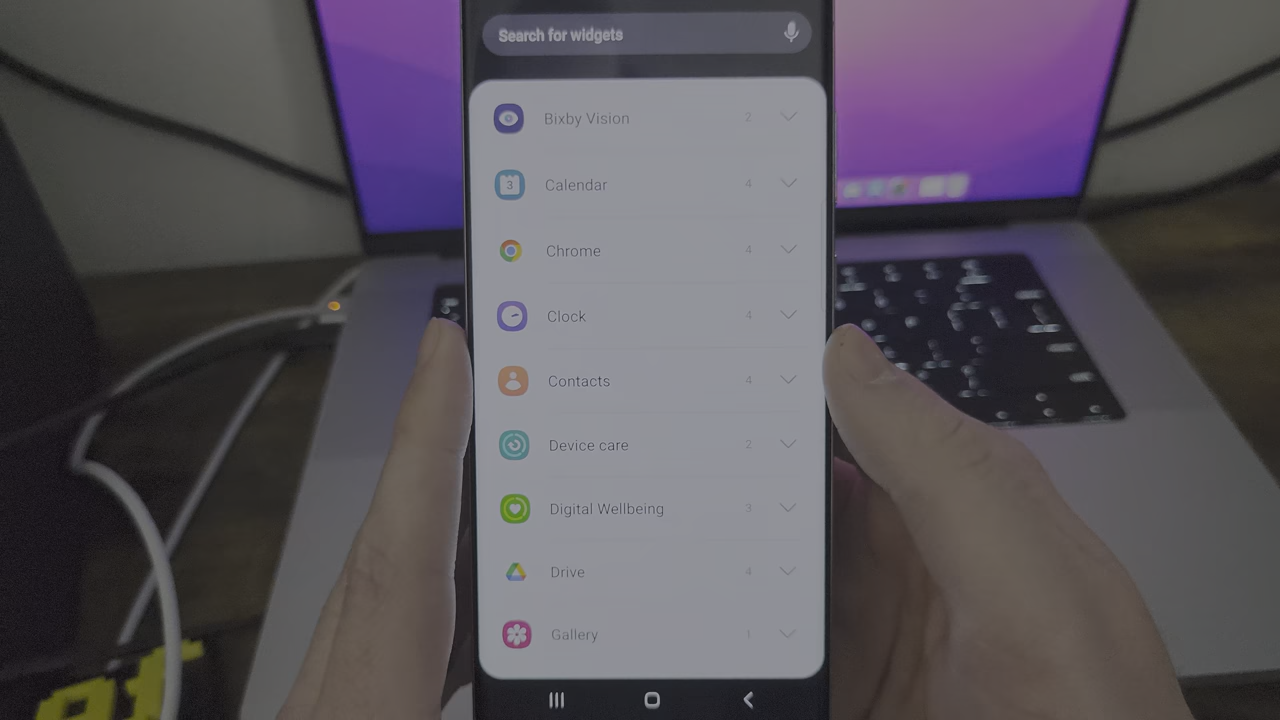 Search for widgets
Bixby Vision 2
3 Calendar 4
Chrome 4
Clock 4
Contacts 4
Device care 2
Digital Wellbeing 3
Drive 4
Gallery 1